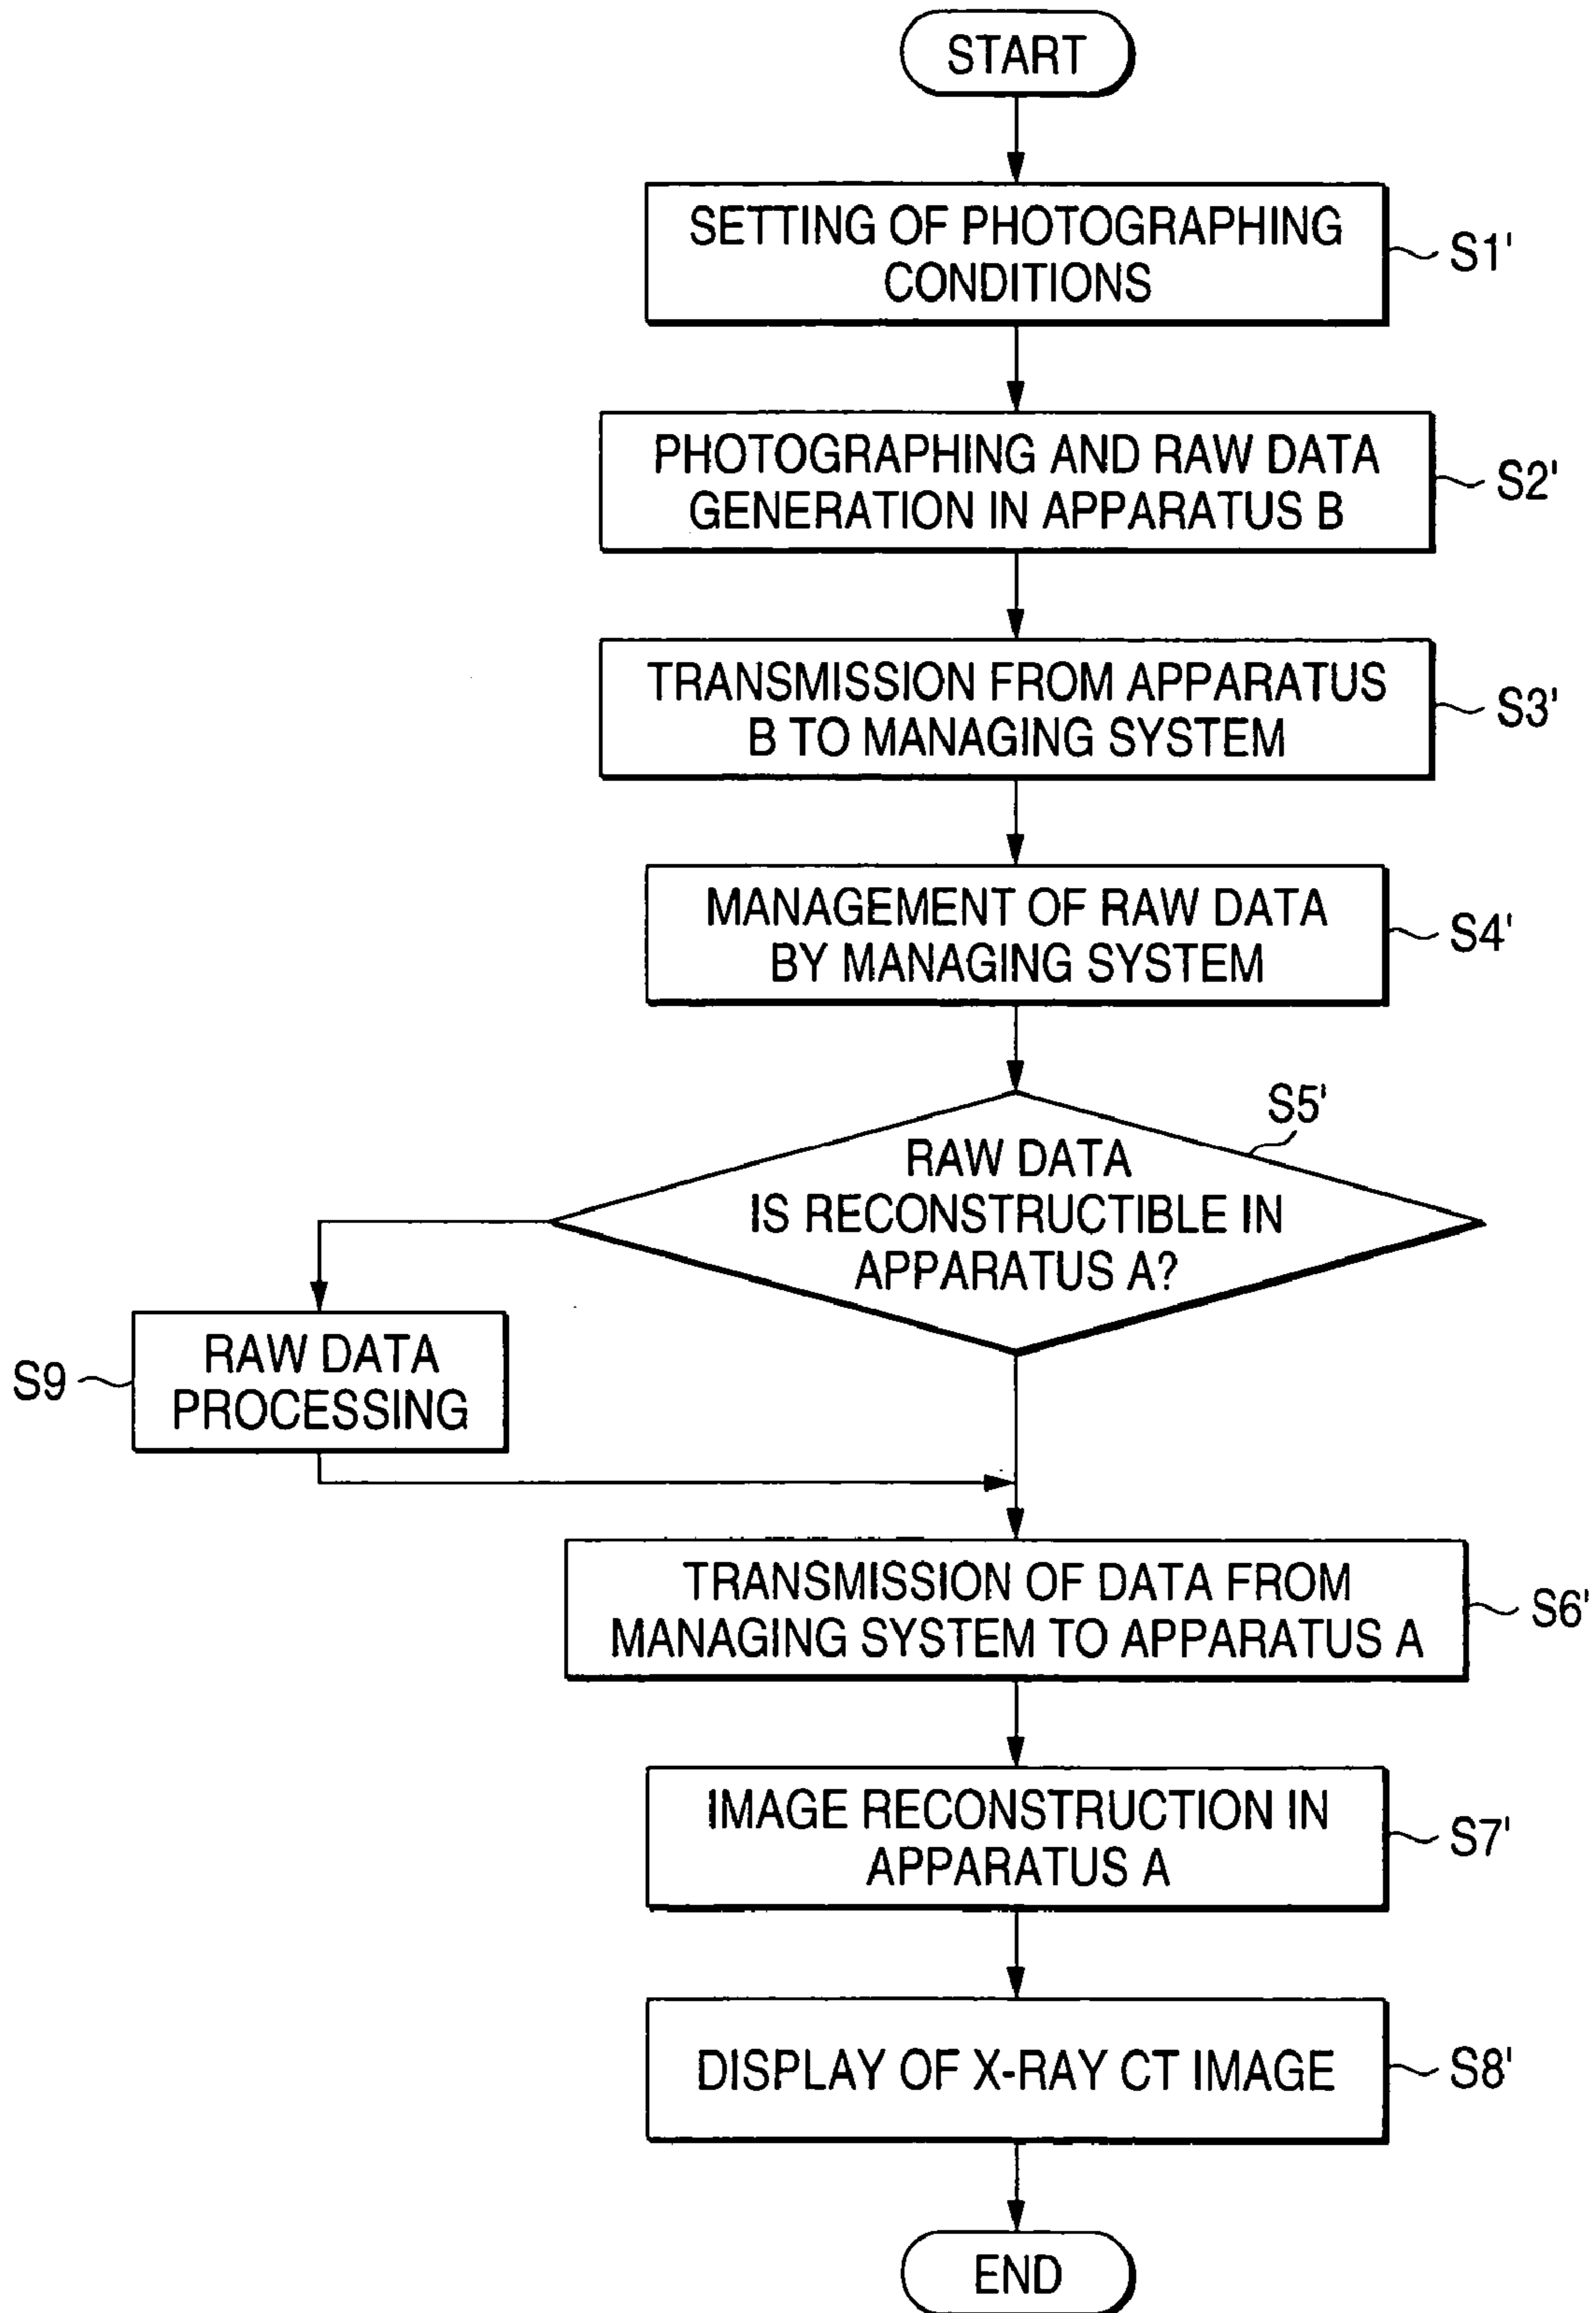 START
SETTING OF PHOTOGRAPHING
CONDITIONS
S1'
PHOTOGRAPHING AND RAW DATA
GENERATION IN APPARATUS B
S2'
TRANSMISSION FROM APPARATUS
B TO MANAGING SYSTEM
S3'
MANAGEMENT OF RAW DATA
BY MANAGING SYSTEM
S4'
S5'
RAW DATA
IS RECONSTRUCTIBLE IN
APPARATUS A?
S9
RAW DATA
PROCESSING
TRANSMISSION OF DATA FROM
MANAGING SYSTEM TO APPARATUS A
S6'
IMAGE RECONSTRUCTION IN
APPARATUS A
S7'
DISPLAY OF X-RAY CT IMAGE
S8'
END